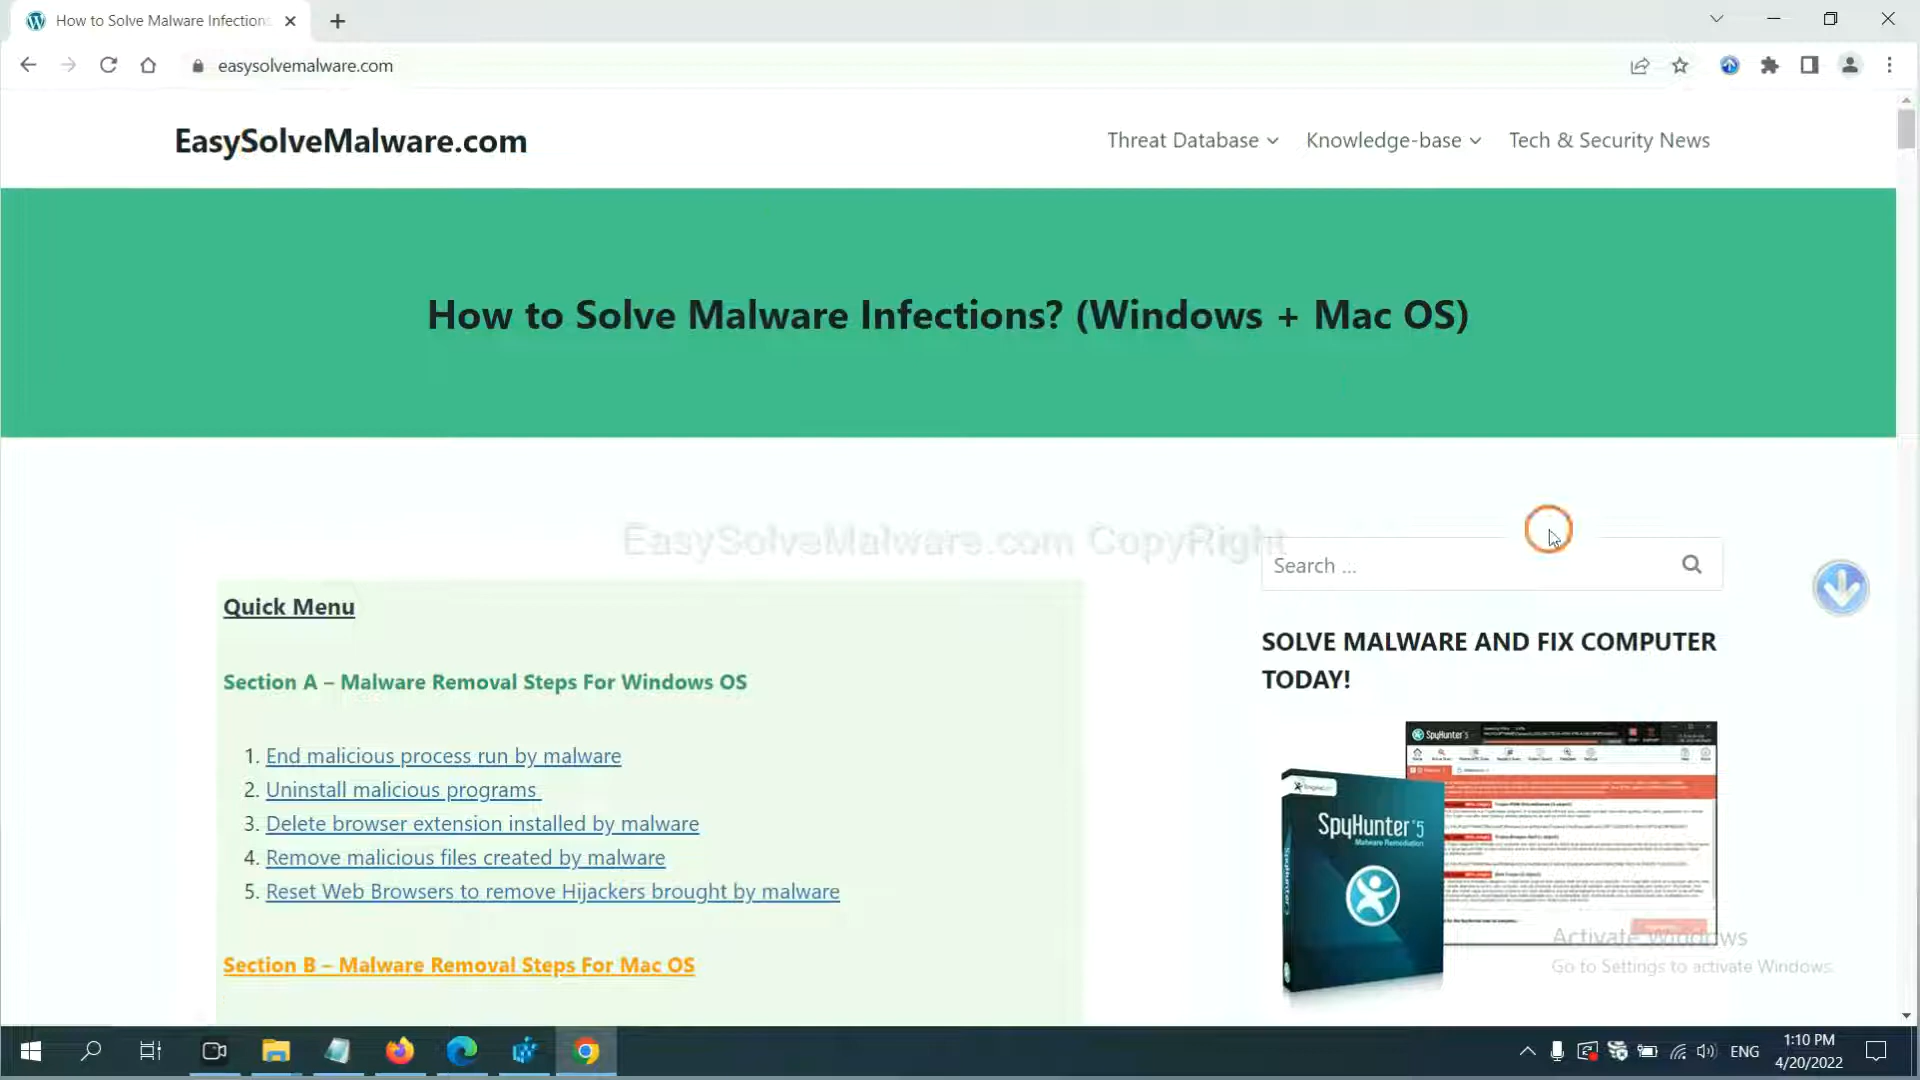 How to Solve Malware Infections
easysolvemalware.com
EasySolveMalware.com
Threat Database
Knowledge-base
Tech & Security News
How to Solve Malware Infections? (Windows + Mac OS)
EasySolveMalware.com CopyRight
Search ...
Quick Menu
Section A – Malware Removal Steps For Windows OS
1. End malicious process run by malware
2. Uninstall malicious programs
3. Delete browser extension installed by malware
4. Remove malicious files created by malware
5. Reset Web Browsers to remove Hijackers brought by malware
Section B – Malware Removal Steps For Mac OS
SOLVE MALWARE AND FIX COMPUTER
TODAY!
SpyHunter 5
SpyHunter 5
Malware Remediation
Activate Windows
Go to Settings to activate Windows.
ENG
1:10 PM
4/20/2022